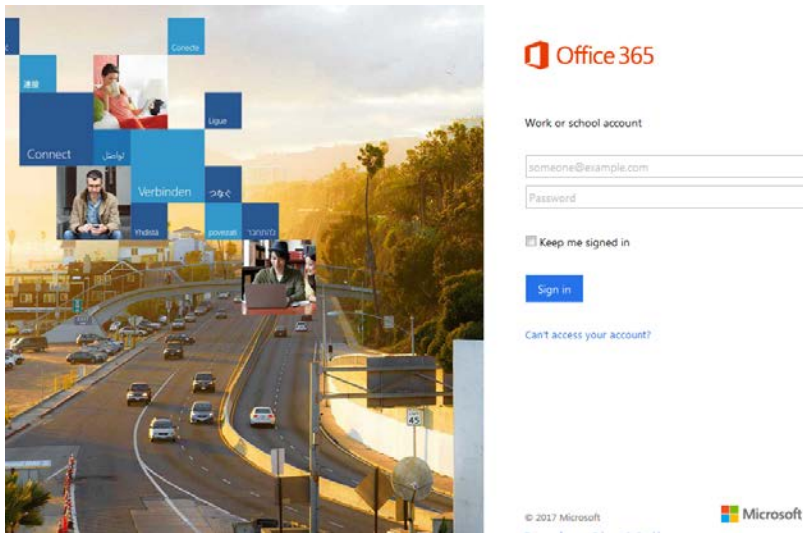 Conecte
連接
Ligue
Connect
تواصل
Verbinden
つなぐ
Yhdistä
povezati
להתחבר
45
Office 365
Work or school account
someone@example.com
Password
Keep me signed in
Sign in
Can't access your account?
© 2017 Microsoft
Microsoft